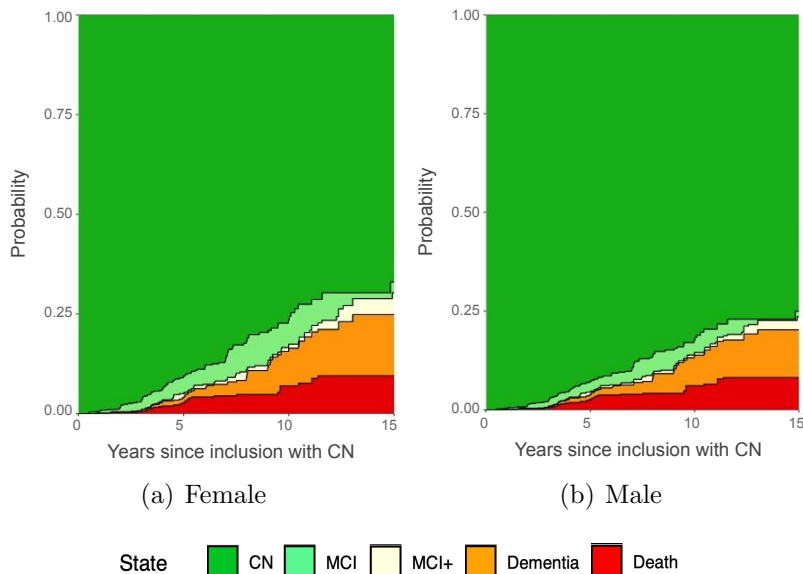 1.00
0.75
0.50
0.25
0.00
Probability
0 5 10 15
Years since inclusion with CN
(a) Female
1.00
0.75
0.50
0.25
0.00
Probability
0 5 10 15
Years since inclusion with CN
(b) Male
State CN MCI MCI+ Dementia Death